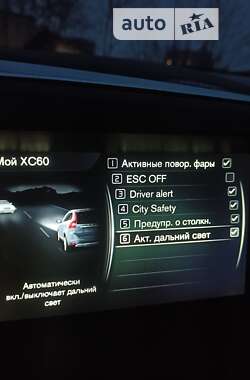 auto RIA
Мой XC60
1 Активные повор. фары
2 ESC OFF
3 Driver alert
4 City Safety
5 Предупр. о столкн.
6 Акт. дальний свет
Автоматически
вкл./выключает дальний
свет